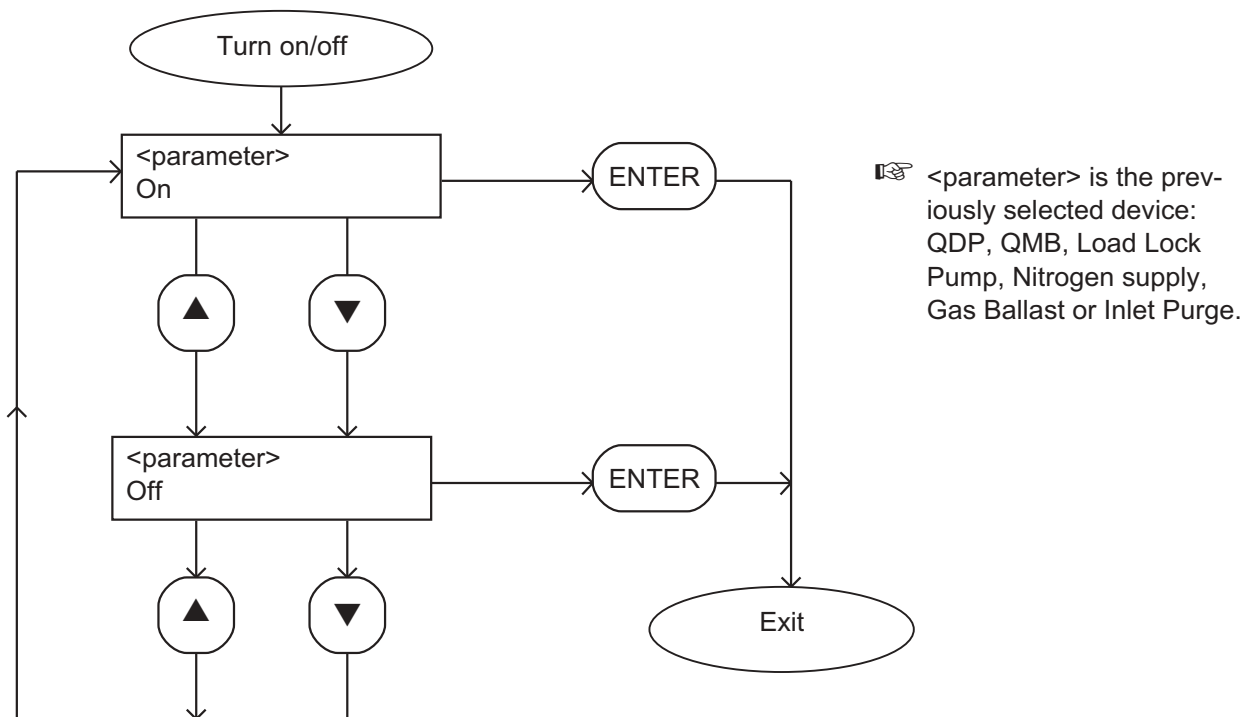 Turn on/off
<parameter>
On
ENTER
☞ <parameter> is the prev-
iously selected device:
QDP, QMB, Load Lock
Pump, Nitrogen supply,
Gas Ballast or Inlet Purge.
▲ ▼
<parameter>
Off
ENTER
▲ ▼
Exit